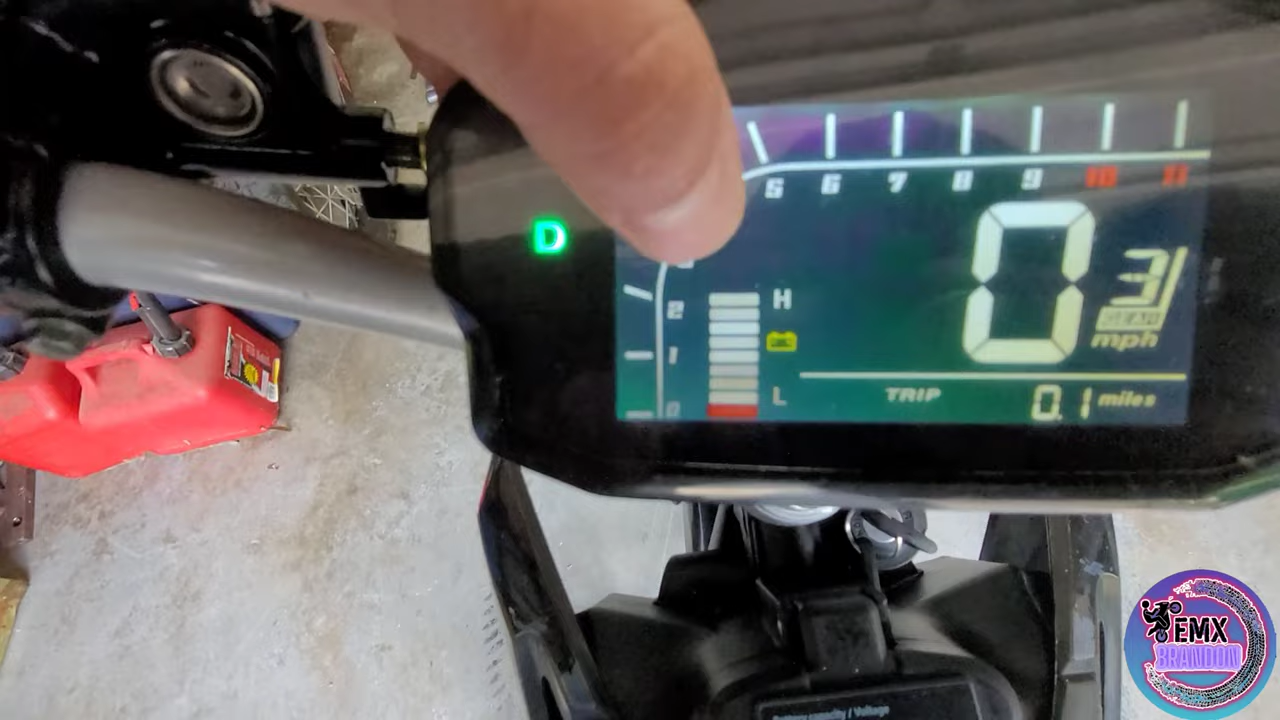 5 6 7 8 9 10 11
D
0 3
GEAR
mph
2
H
1
L
0
TRIP 0.1 miles
EMX
BRANDON
/ Voltage